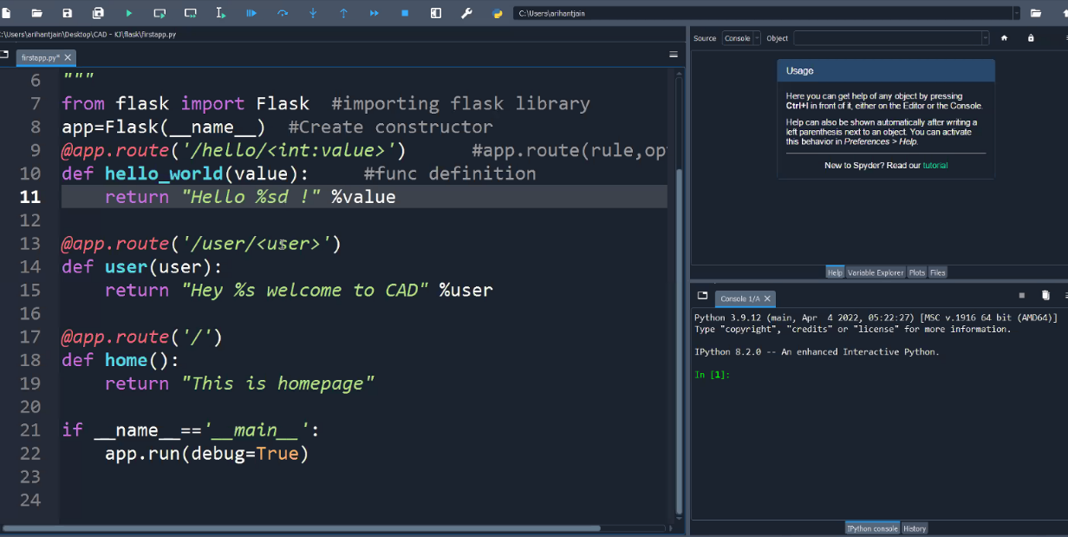 C:\Users\arihantjain
:\Users\arihantjain\Desktop\CAD - KJ\flask\firstapp.py
firstapp.py*
6 """
7 from flask import Flask  #importing flask library
8 app=Flask(__name__)  #Create constructor
9 @app.route('/hello/<int:value>')      #app.route(rule,op
10 def hello_world(value):     #func definition
11     return "Hello %sd !" %value
12
13 @app.route('/user/<user>')
14 def user(user):
15     return "Hey %s welcome to CAD" %user
16
17 @app.route('/')
18 def home():
19     return "This is homepage"
20
21 if __name__=='__main__':
22     app.run(debug=True)
23
24
Source Console Object
Usage
Here you can get help of any object by pressing
Ctrl+I in front of it, either on the Editor or the Console.
Help can also be shown automatically after writing a
left parenthesis next to an object. You can activate
this behavior in Preferences > Help.
New to Spyder? Read our tutorial
Help Variable Explorer Plots Files
Console 1/A
Python 3.9.12 (main, Apr  4 2022, 05:22:27) [MSC v.1916 64 bit (AMD64)]
Type "copyright", "credits" or "license" for more information.
IPython 8.2.0 -- An enhanced Interactive Python.
In [1]:
IPython console History